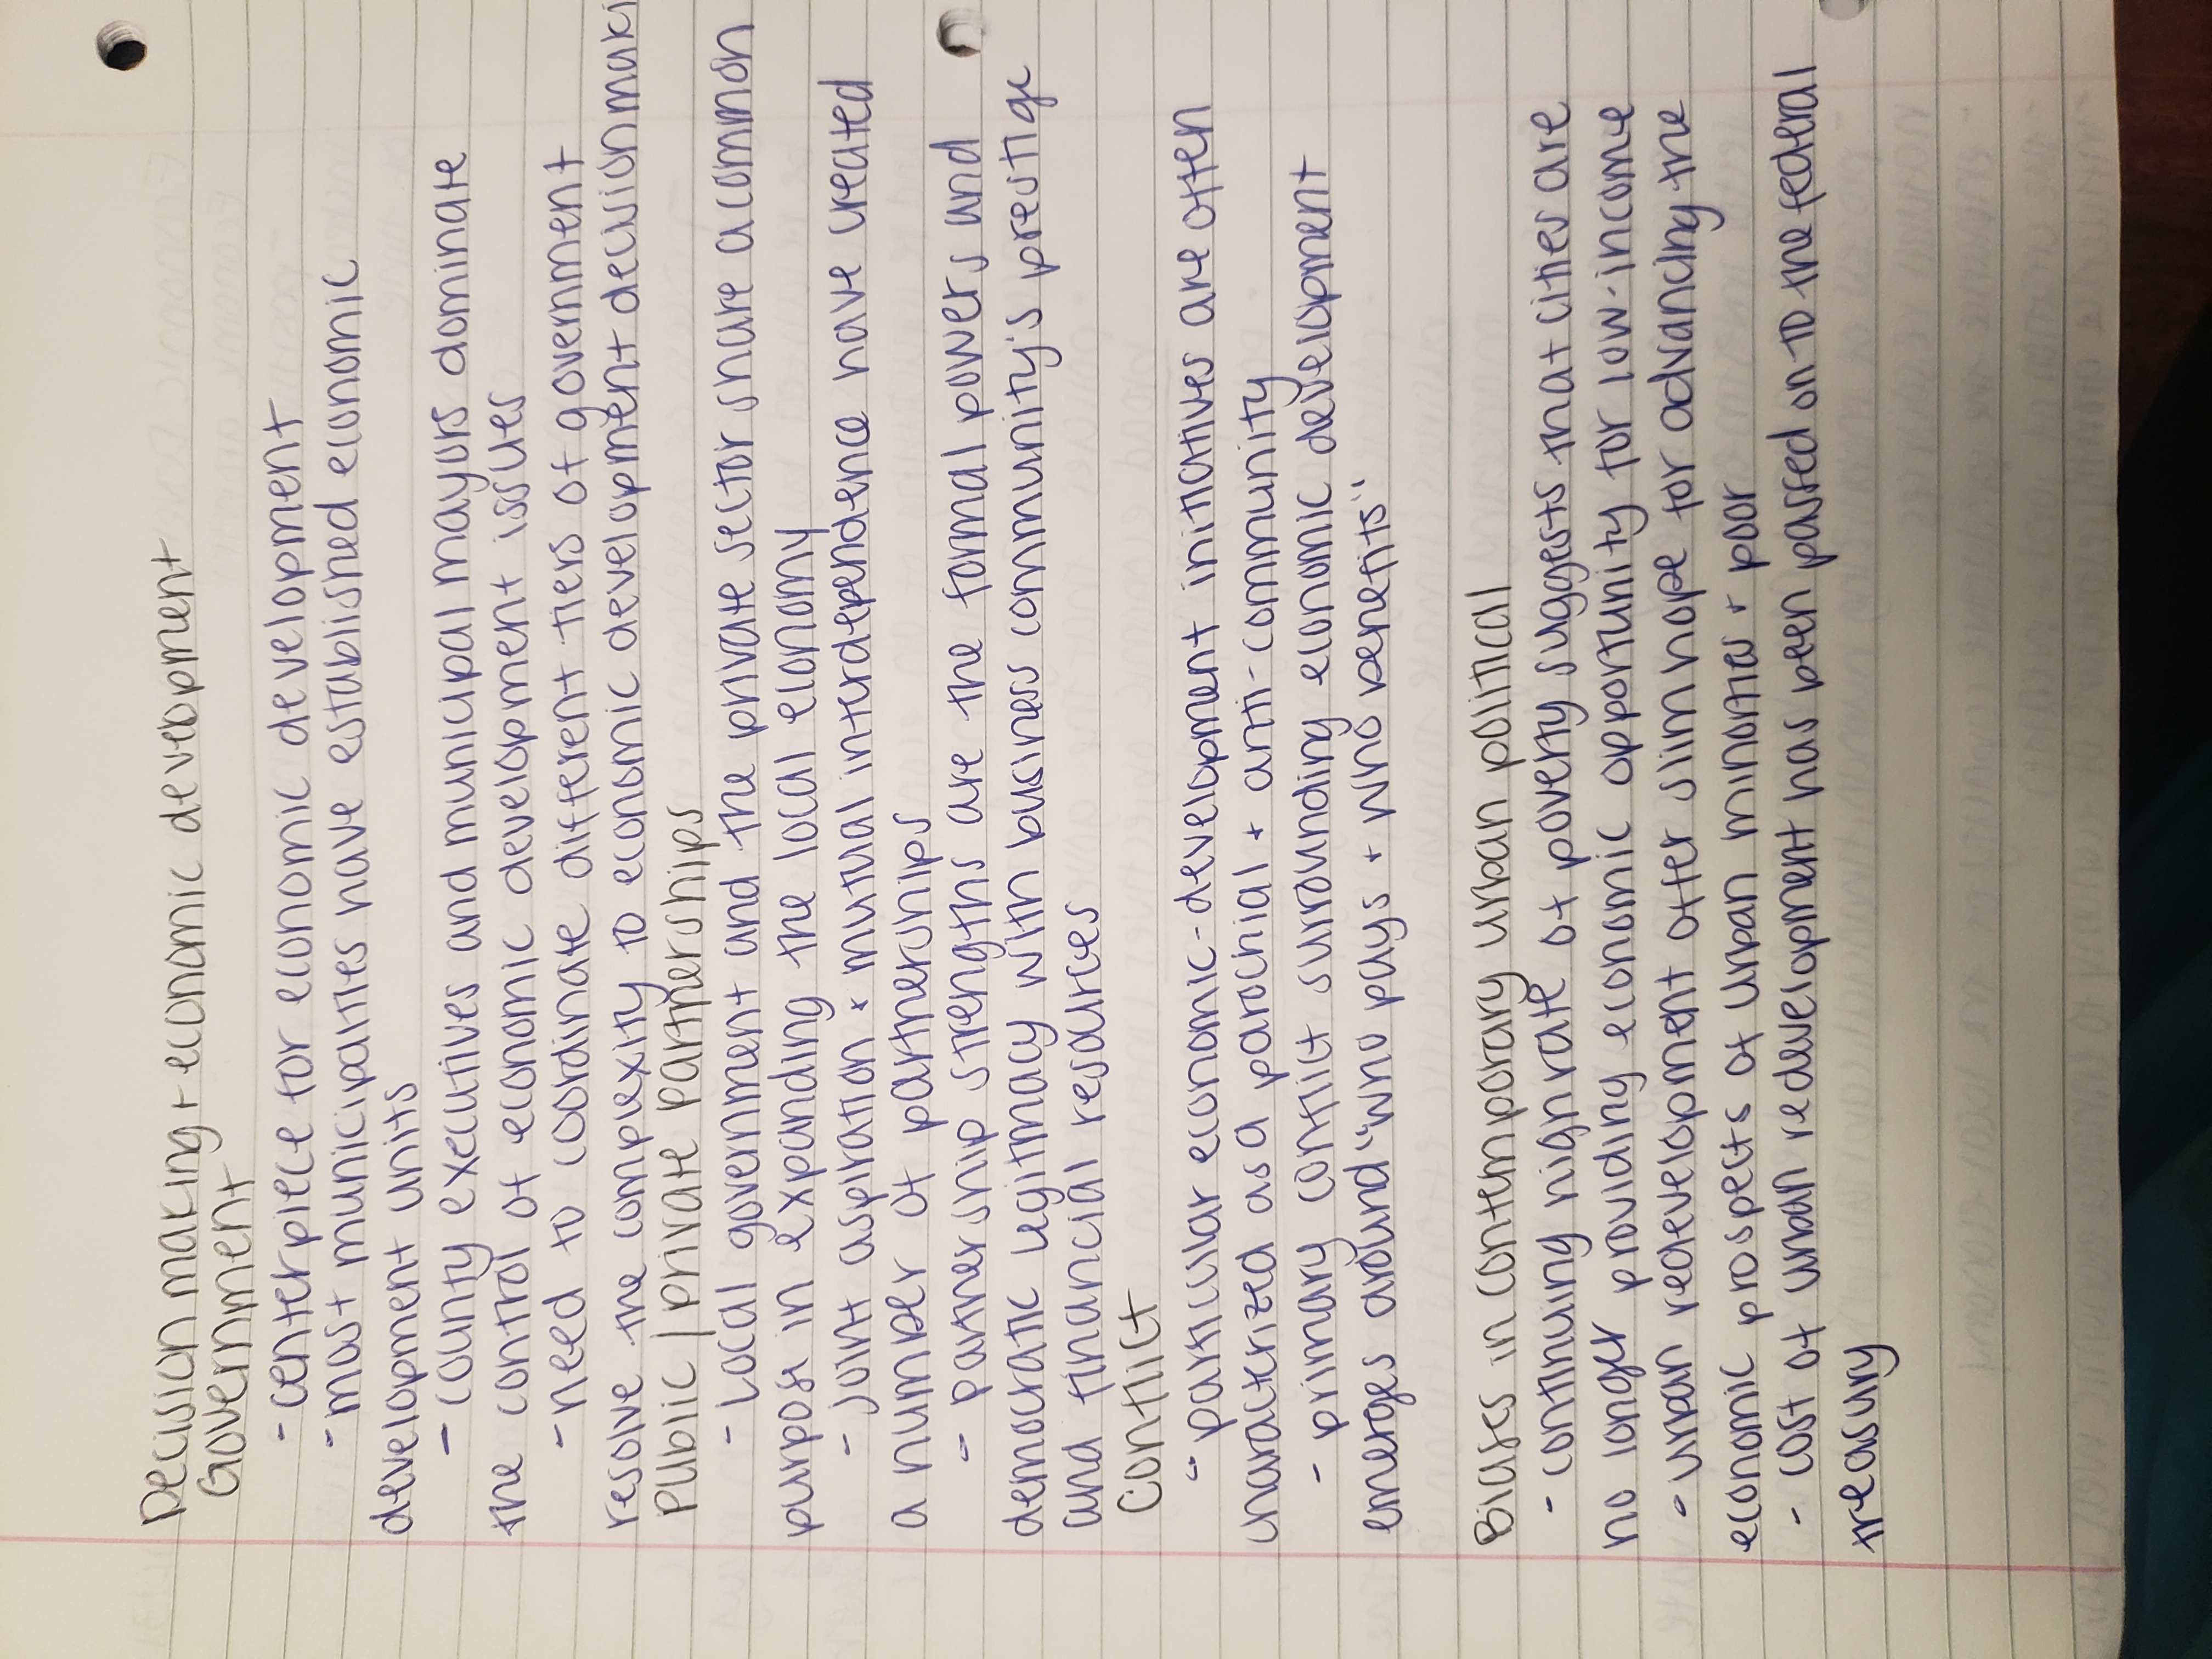 Decision making + economic development
Government
- centerpiece for economic development
- most municipalities have established economic
development units
- county executives and municipal mayors dominate
the control of economic development issues
- need to coordinate different tiers of government
resolve the complexity to economic development decision maki
Public / private partnerships
- Local government and the private sector share a common
purpose in expanding the local economy
- Joint aspiration + mutual interdependence have created
a number of partnerships
- partnership strengths are the formal powers and
democratic legitmacy with business community's prestige
and financial resources
Conflict
- particular economic-development initiatives are often
characterized as a parochial + anti-community
- primary conflict surrounding economic development
emerges around "who pays + who benefits"
Biases in contemporary urban political
- continuing high rate of poverty suggests that cities are
no longer providing economic opportunity for low-income
- urban redevelopment offer slim hope for advancing the
economic prospects of urban minorities + poor
- cost of urban redevelopment has been passed on to the federal
treasury